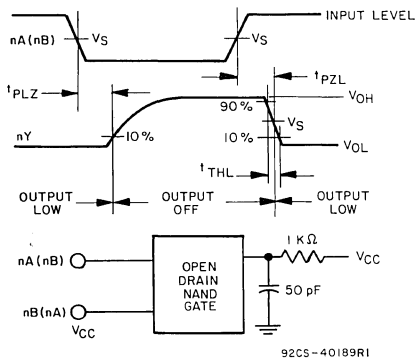 INPUT LEVEL
nA(nB)
VS
VS
tPLZ
tPZL
90%
VOH
VS
nY
10%
10%
VOL
tTHL
OUTPUT LOW
OUTPUT OFF
OUTPUT LOW
1 KΩ
nA(nB)
VCC
OPEN
DRAIN
NAND
GATE
50 pF
nB(nA)
VCC
92CS-40189R1